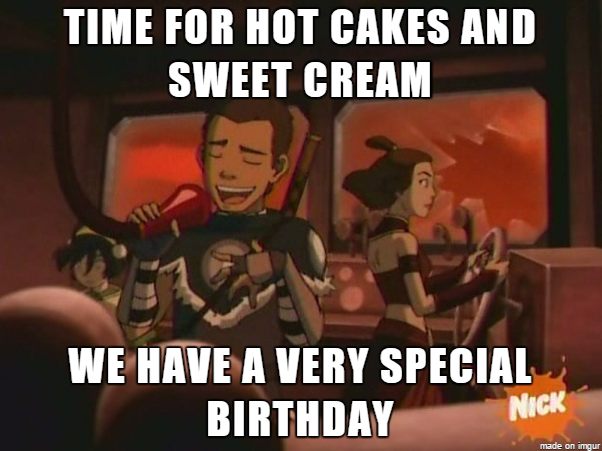 TIME FOR HOT CAKES AND
SWEET CREAM
WE HAVE A VERY SPECIAL
BIRTHDAY
NICK
made on imgur